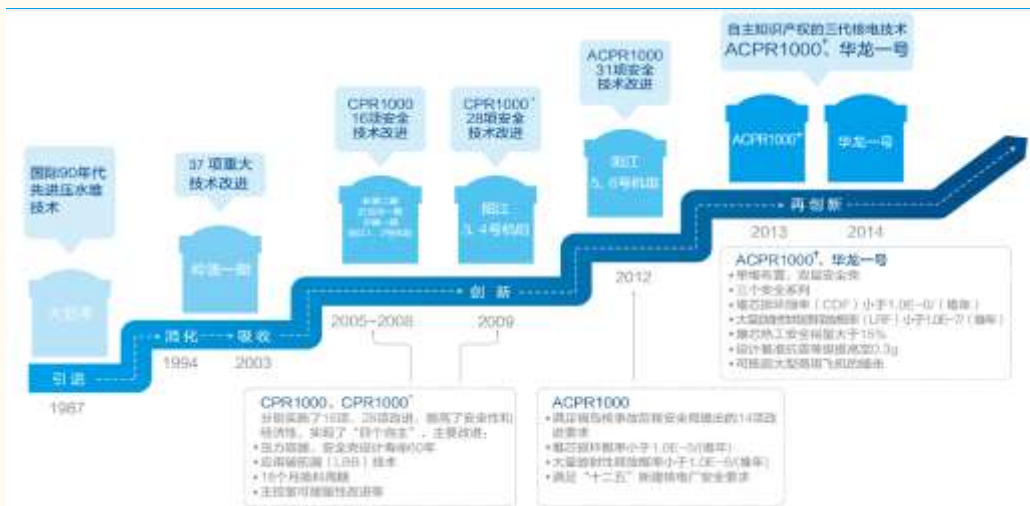 自主知识产权的三代核电技术
ACPR1000⁺、华龙一号
ACPR1000
31项安全
技术改进
CPR1000
16项安全
技术改进
CPR1000⁺
28项安全
技术改进
国际90年代
先进压水堆
技术
37 项重大
技术改进
大亚湾
岭澳一期
阳江
3、4号机组
阳江
5、6号机组
ACPR1000⁺
华龙一号
引进
消化
吸收
创新
再创新
1987
1994
2003
2005-2008
2009
2012
2013
2014
CPR1000、CPR1000⁺
分别实施了16项、28项改进，提高了安全性和
经济性，实现了“四个自主”，主要改进：
• 压力容器、安全壳设计寿命60年
• 应用破前漏（LBB）技术
• 18个月换料周期
• 主控室可居留性改进等
ACPR1000
• 满足福岛核事故后核安全局提出的14项改
进要求
• 堆芯损坏概率小于1.0E-5/(堆年)
• 大量放射性释放概率小于1.0E-6/(堆年)
• 满足“十二五”新建核电厂安全要求
ACPR1000⁺、华龙一号
• 单堆布置，双层安全壳
• 三个安全系列
• 堆芯损坏频率（CDF）小于1.0E-6/（堆年）
• 大量放射性释放概率（LRF）小于1.0E-7/（堆年）
• 堆芯热工安全裕量大于15%
• 设计基准抗震等级提高至0.3g
• 可抵御大型商用飞机的撞击